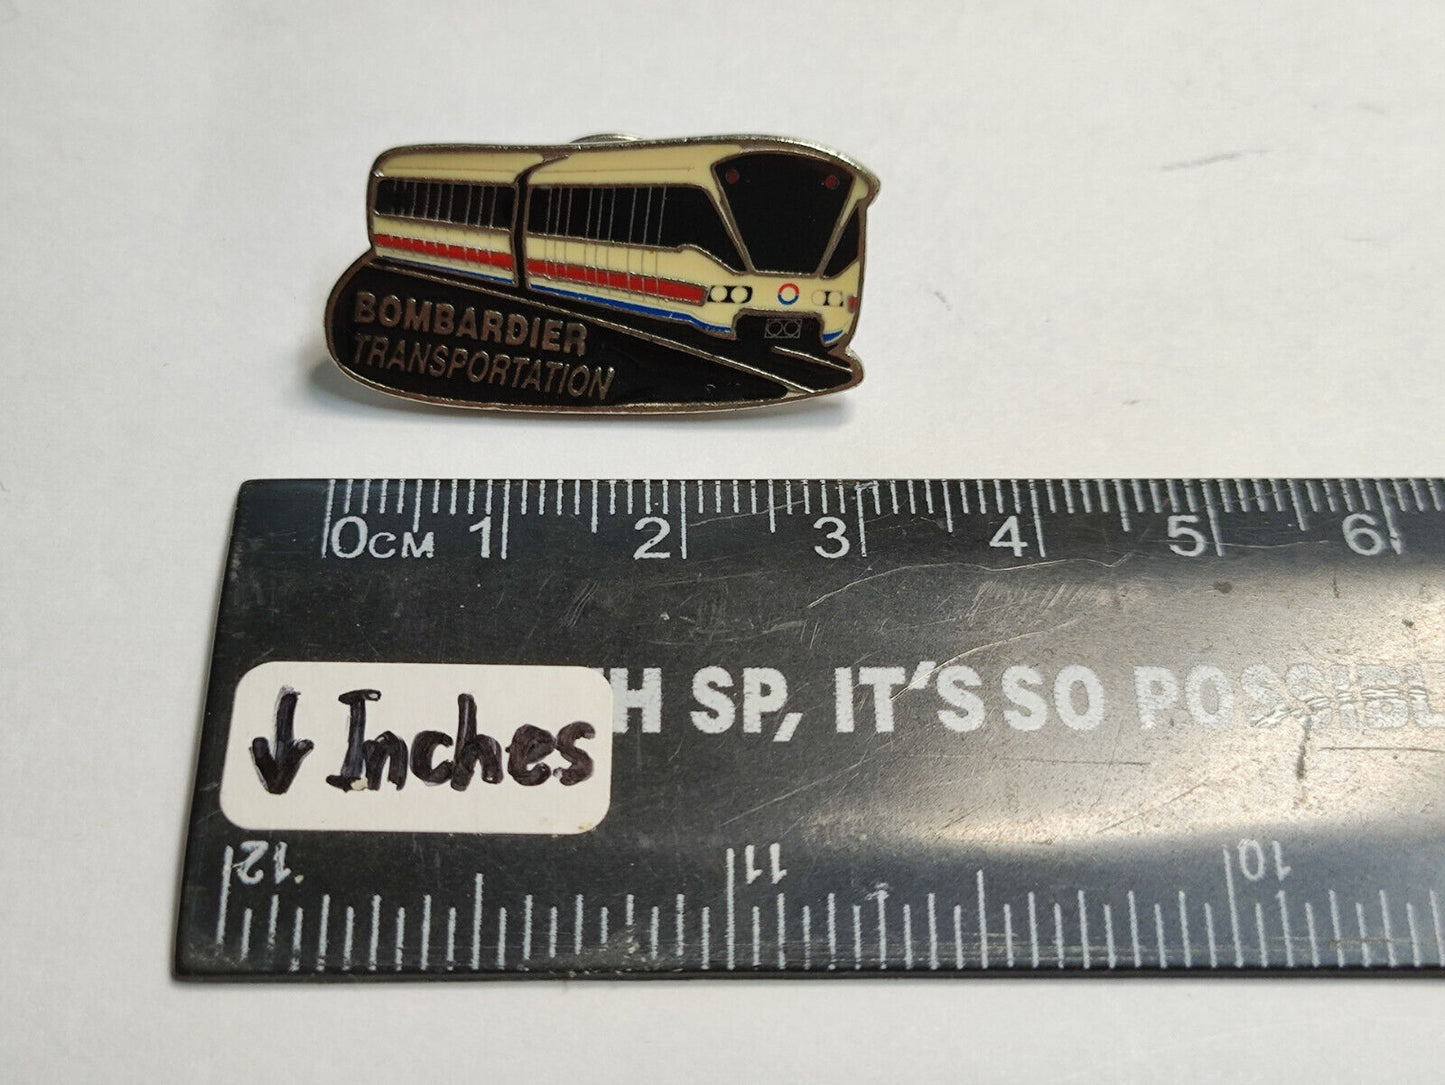 BOMBARDIER
TRANSPORTATION
0CM 1 2 3 4 5 6
H SP, IT'S SO POSSIBL
↓ Inches
12 11 10